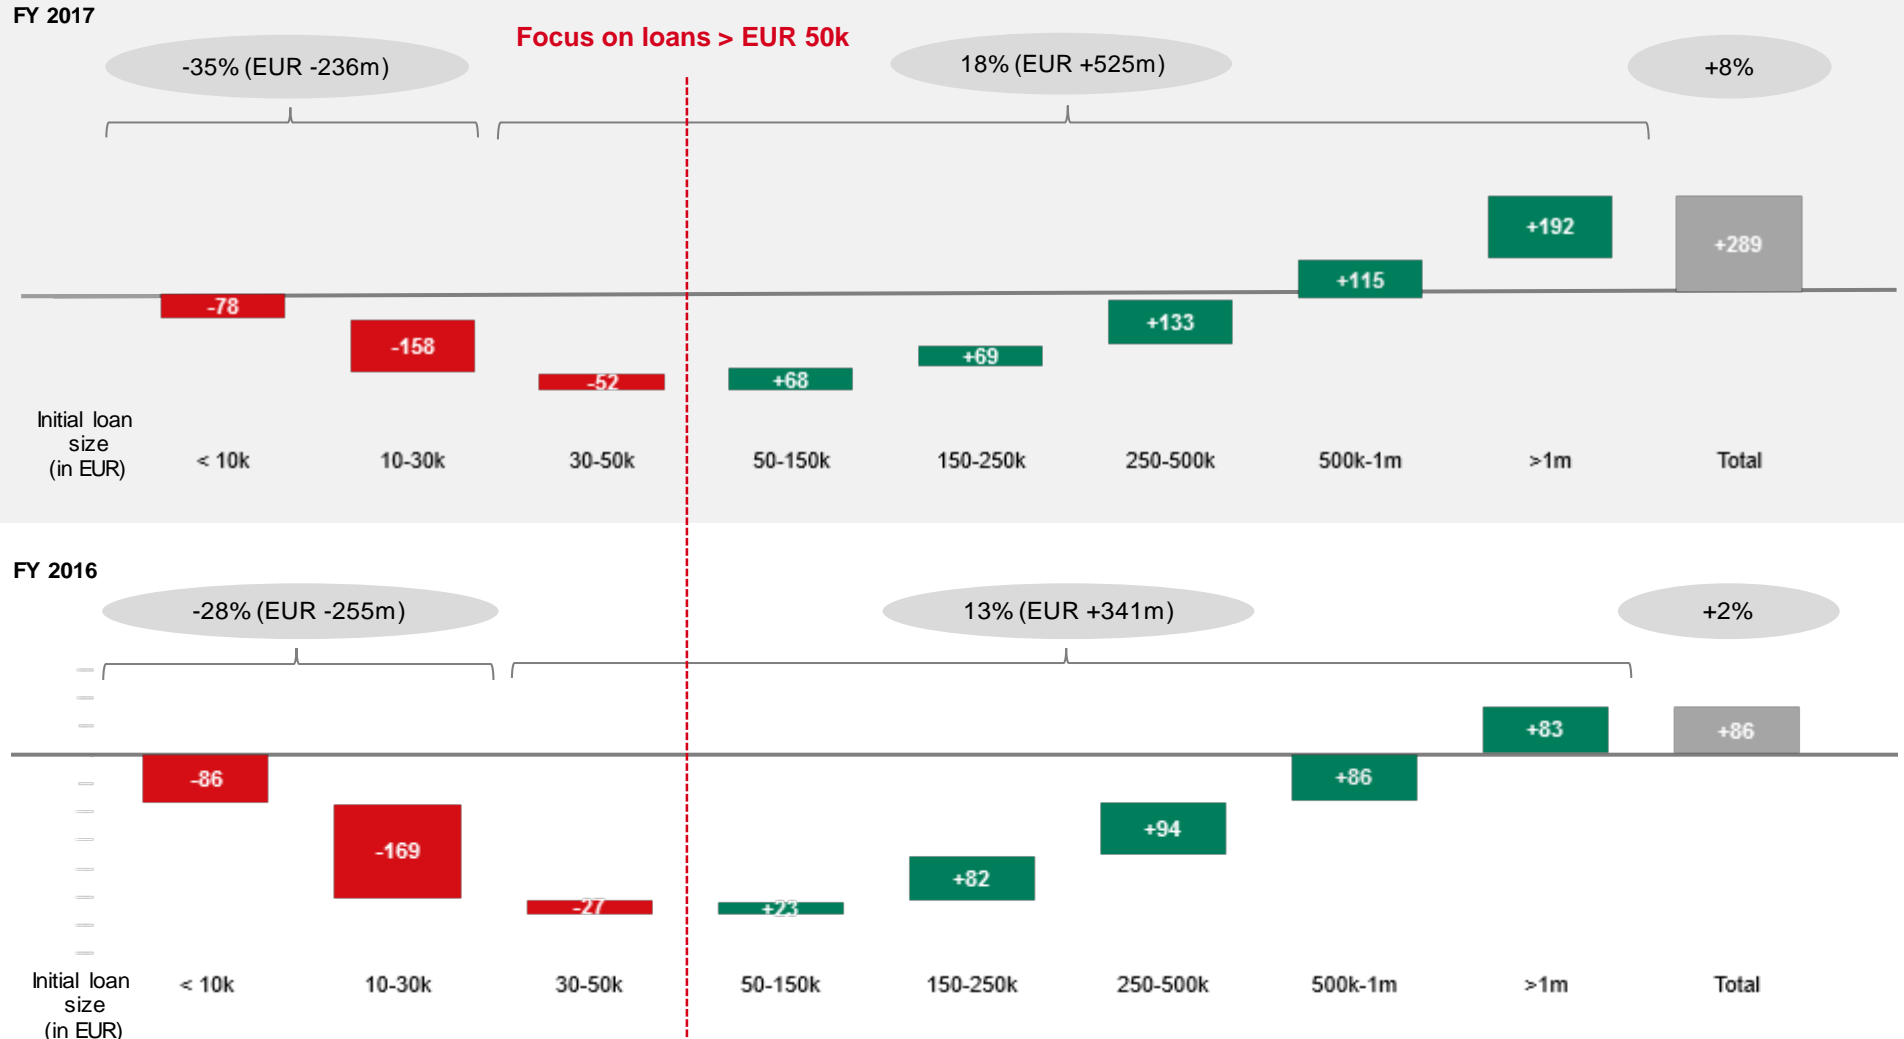 FY 2017
Focus on loans > EUR 50k
-35% (EUR -236m)
18% (EUR +525m)
+8%
-78
-158
-52
+68
+69
+133
+115
+192
+289
Initial loan
size
(in EUR)
< 10k
10-30k
30-50k
50-150k
150-250k
250-500k
500k-1m
>1m
Total
FY 2016
-28% (EUR -255m)
13% (EUR +341m)
+2%
-86
-169
-27
+23
+82
+94
+86
+83
+86
Initial loan
size
(in EUR)
< 10k
10-30k
30-50k
50-150k
150-250k
250-500k
500k-1m
>1m
Total